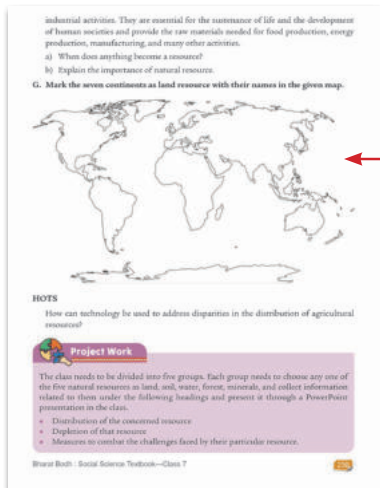 industrial activities. They are essential for the sustenance of life and the development
of human societies and provide the raw materials needed for food production, energy
production, manufacturing, and many other activities.
a) When does anything become a resource?
b) Explain the importance of natural resource.
G. Mark the seven continents as land resource with their names in the given map.
HOTS
How can technology be used to address disparities in the distribution of agricultural
resources?
Project Work
The class needs to be divided into five groups. Each group needs to choose any one of
the five natural resources as land, soil, water, forest, minerals, and collect information
related to them under the following headings and present it through a PowerPoint
presentation in the class.
• Distribution of the concerned resource
• Depletion of that resource
• Measures to combat the challenges faced by their particular resource.
Bharat Bodh : Social Science Textbook—Class 7